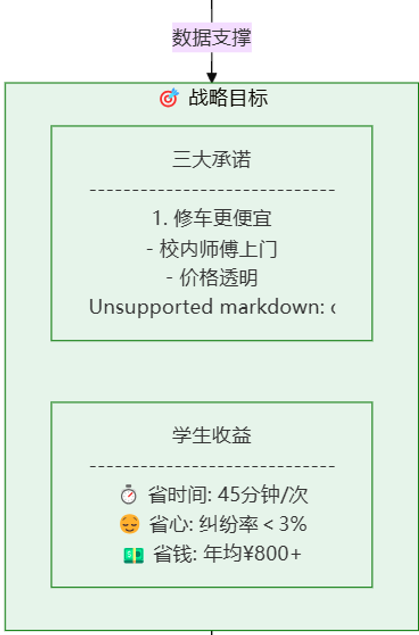 数据支撑
🎯 战略目标
三大承诺
-----------------------------
1. 修车更便宜
- 校内师傅上门
- 价格透明
Unsupported markdown:
学生收益
-----------------------------
⏱️ 省时间: 45分钟/次
😌 省心: 纠纷率＜3%
💵 省钱: 年均¥800+